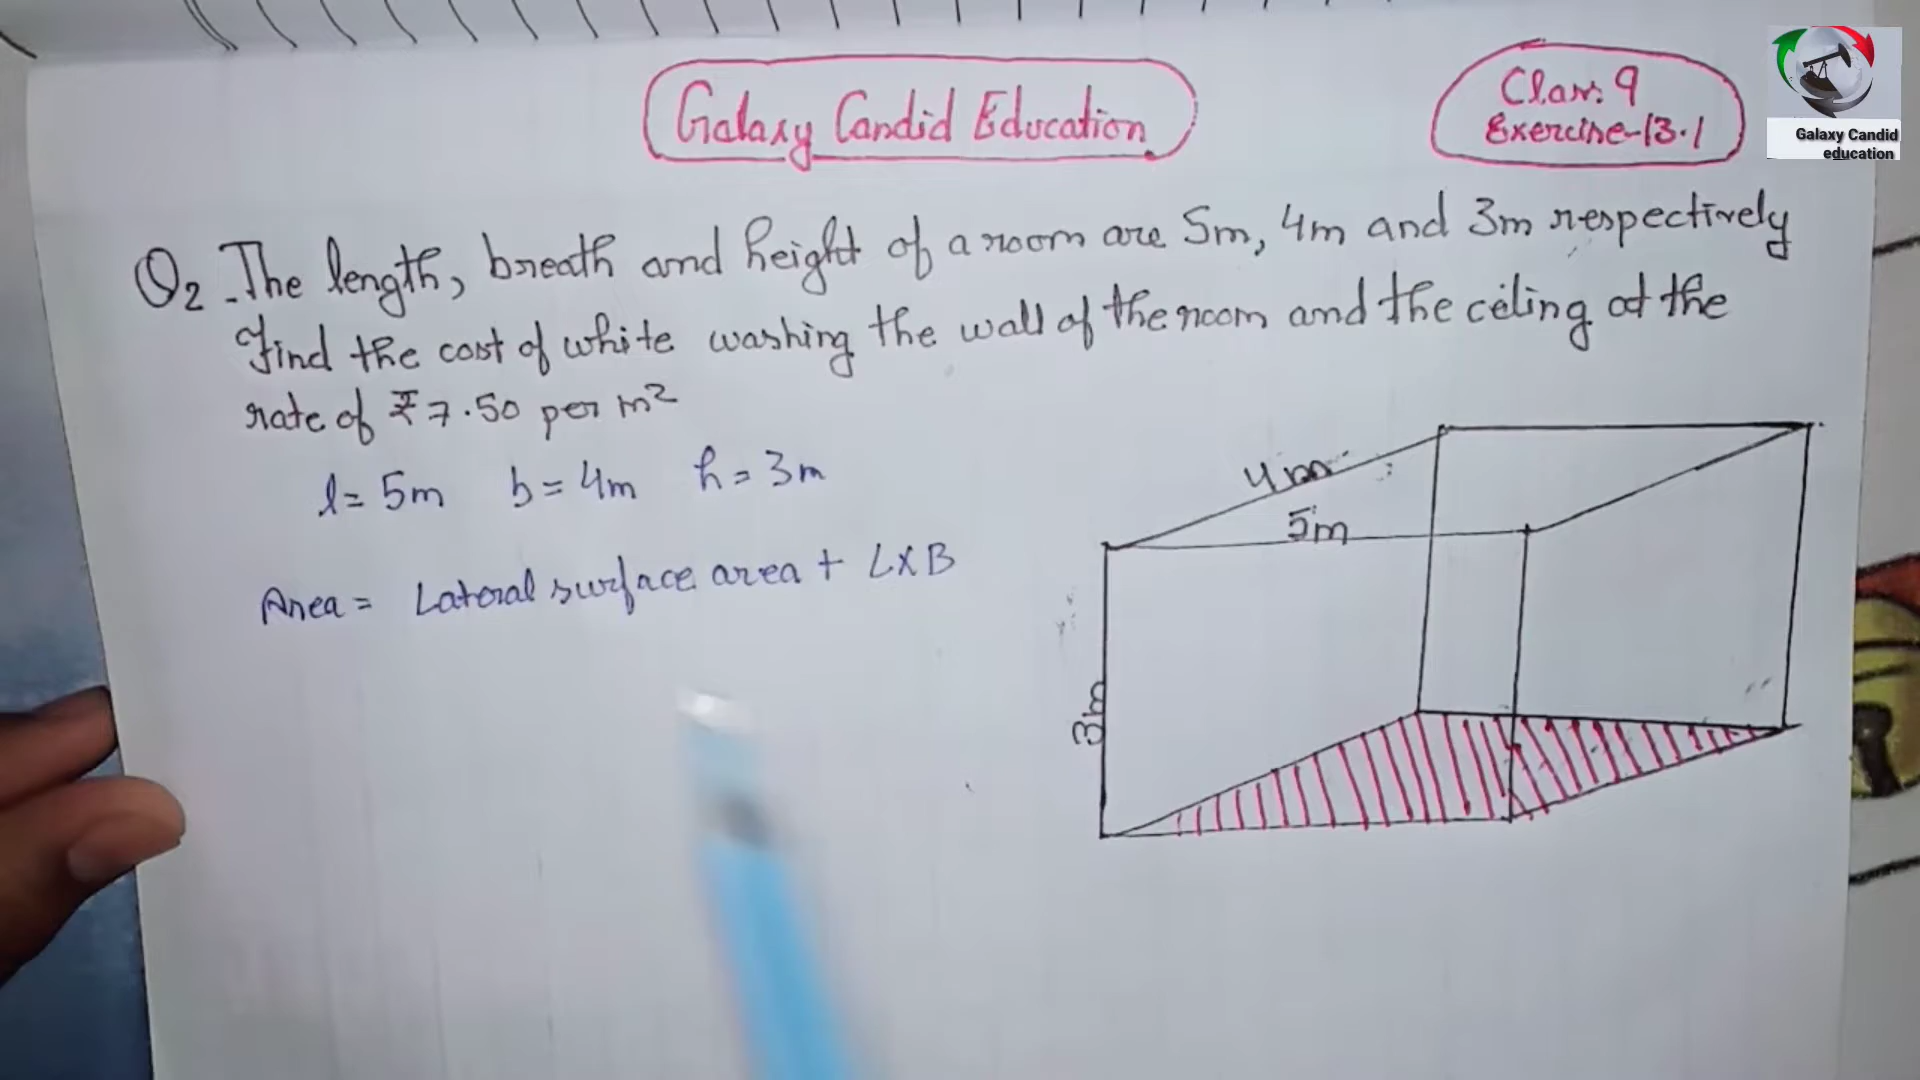 Galaxy Candid Education
Class. 9
Exercise-13.1
Galaxy Candid
education
Q2. The length, breath and height of a room are 5m, 4m and 3m respectively
Find the cost of white washing the wall of the room and the céling at the
rate of ₹7.50 per m²
l = 5m b = 4m h = 3m
Area = Lateral surface area + L×B
4m
5m
3m